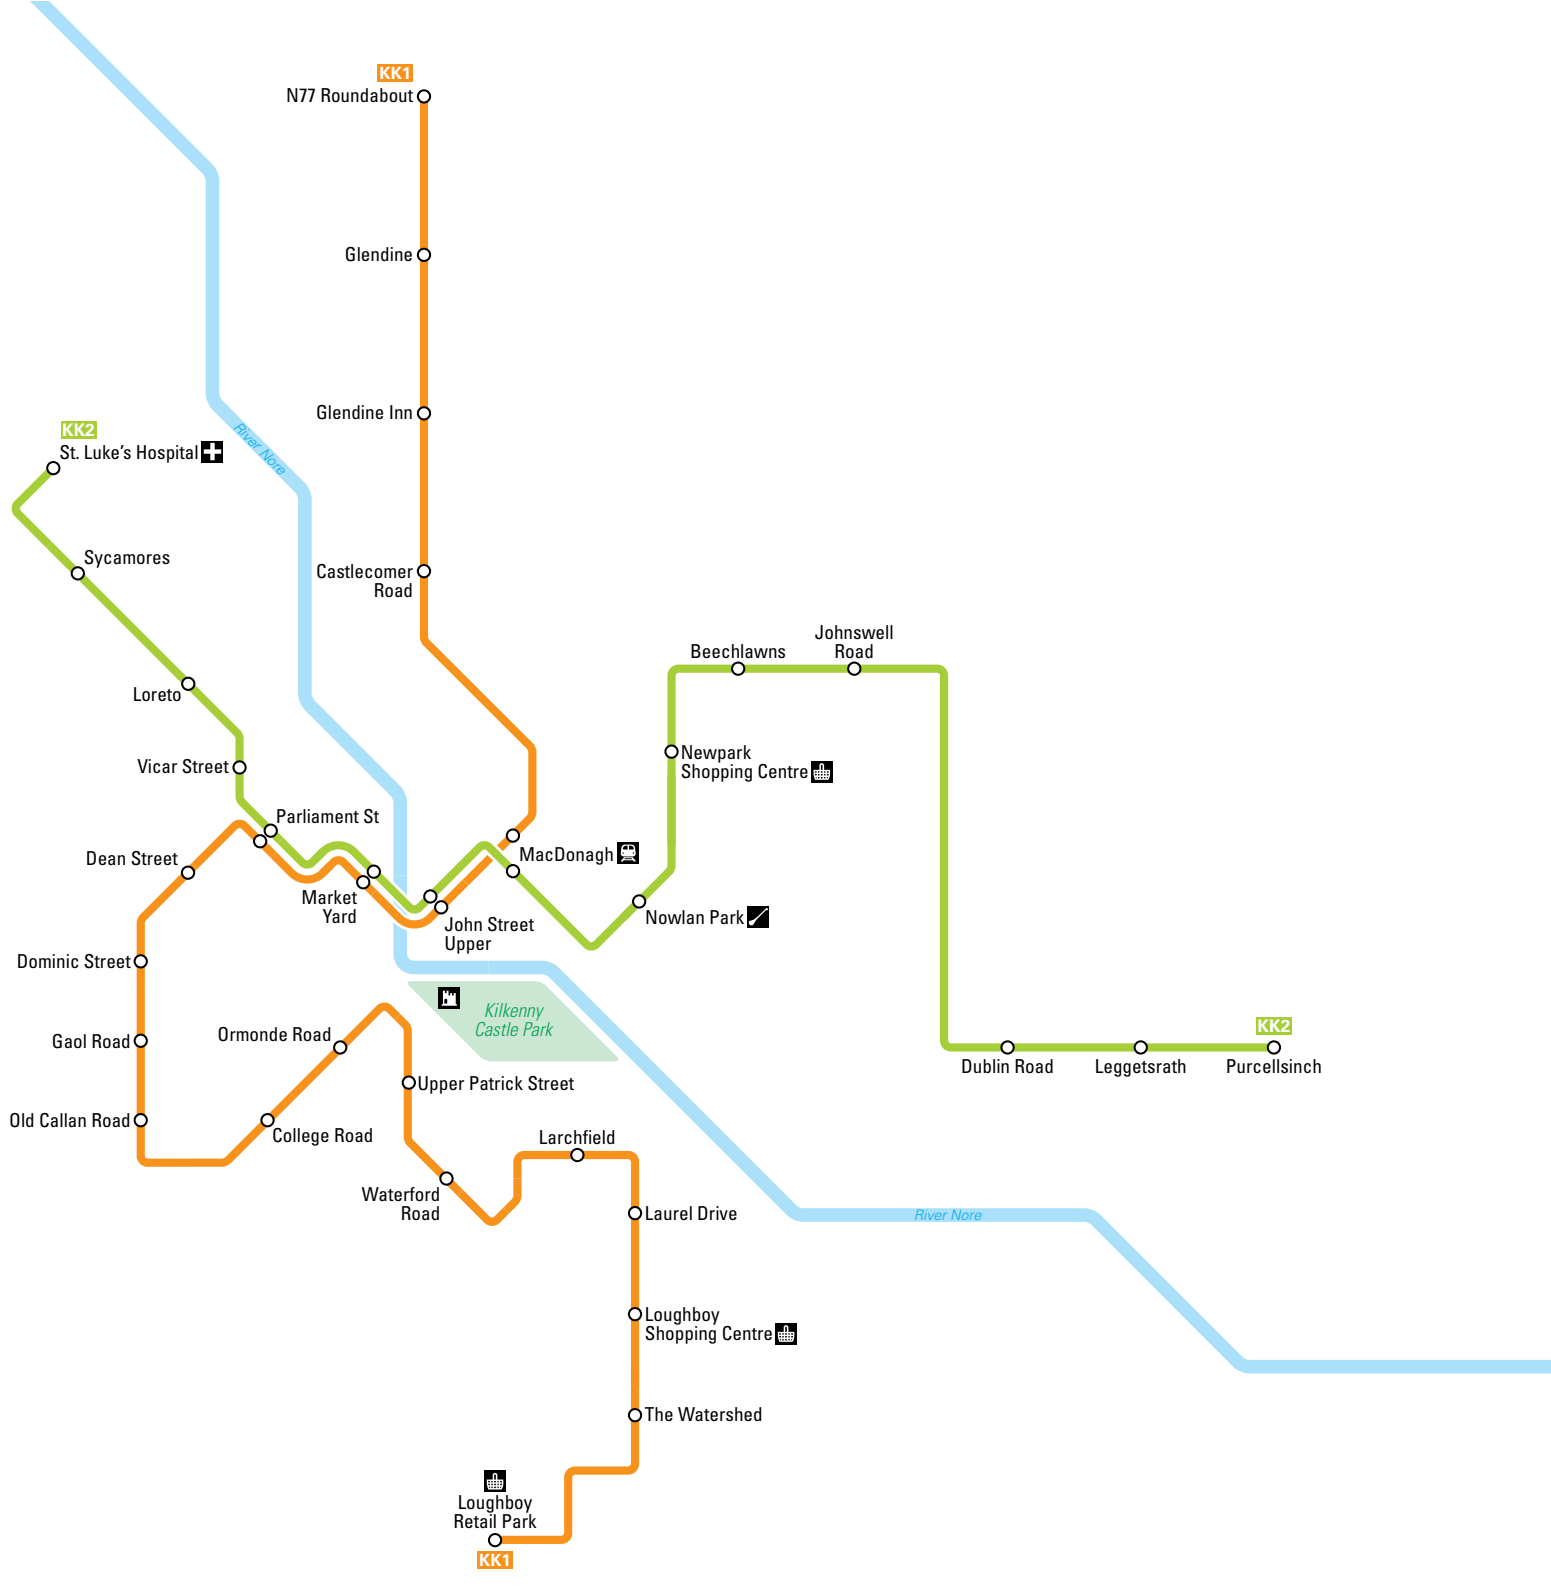 KK1
N77 Roundabout
Glendine
Glendine Inn
KK2
St. Luke's Hospital
River Nore
Sycamores
Castlecomer
Road
Johnswell
Road
Beechlawns
Loreto
Newpark
Shopping Centre
Vicar Street
Parliament St
Dean Street
MacDonagh
Market
Yard
Nowlan Park
John Street
Upper
Dominic Street
Kilkenny
Castle Park
KK2
Ormonde Road
Gaol Road
Dublin Road
Leggetsrath
Purcellsinch
Upper Patrick Street
Old Callan Road
College Road
Larchfield
Waterford
Road
Laurel Drive
River Nore
Loughboy
Shopping Centre
The Watershed
Loughboy
Retail Park
KK1